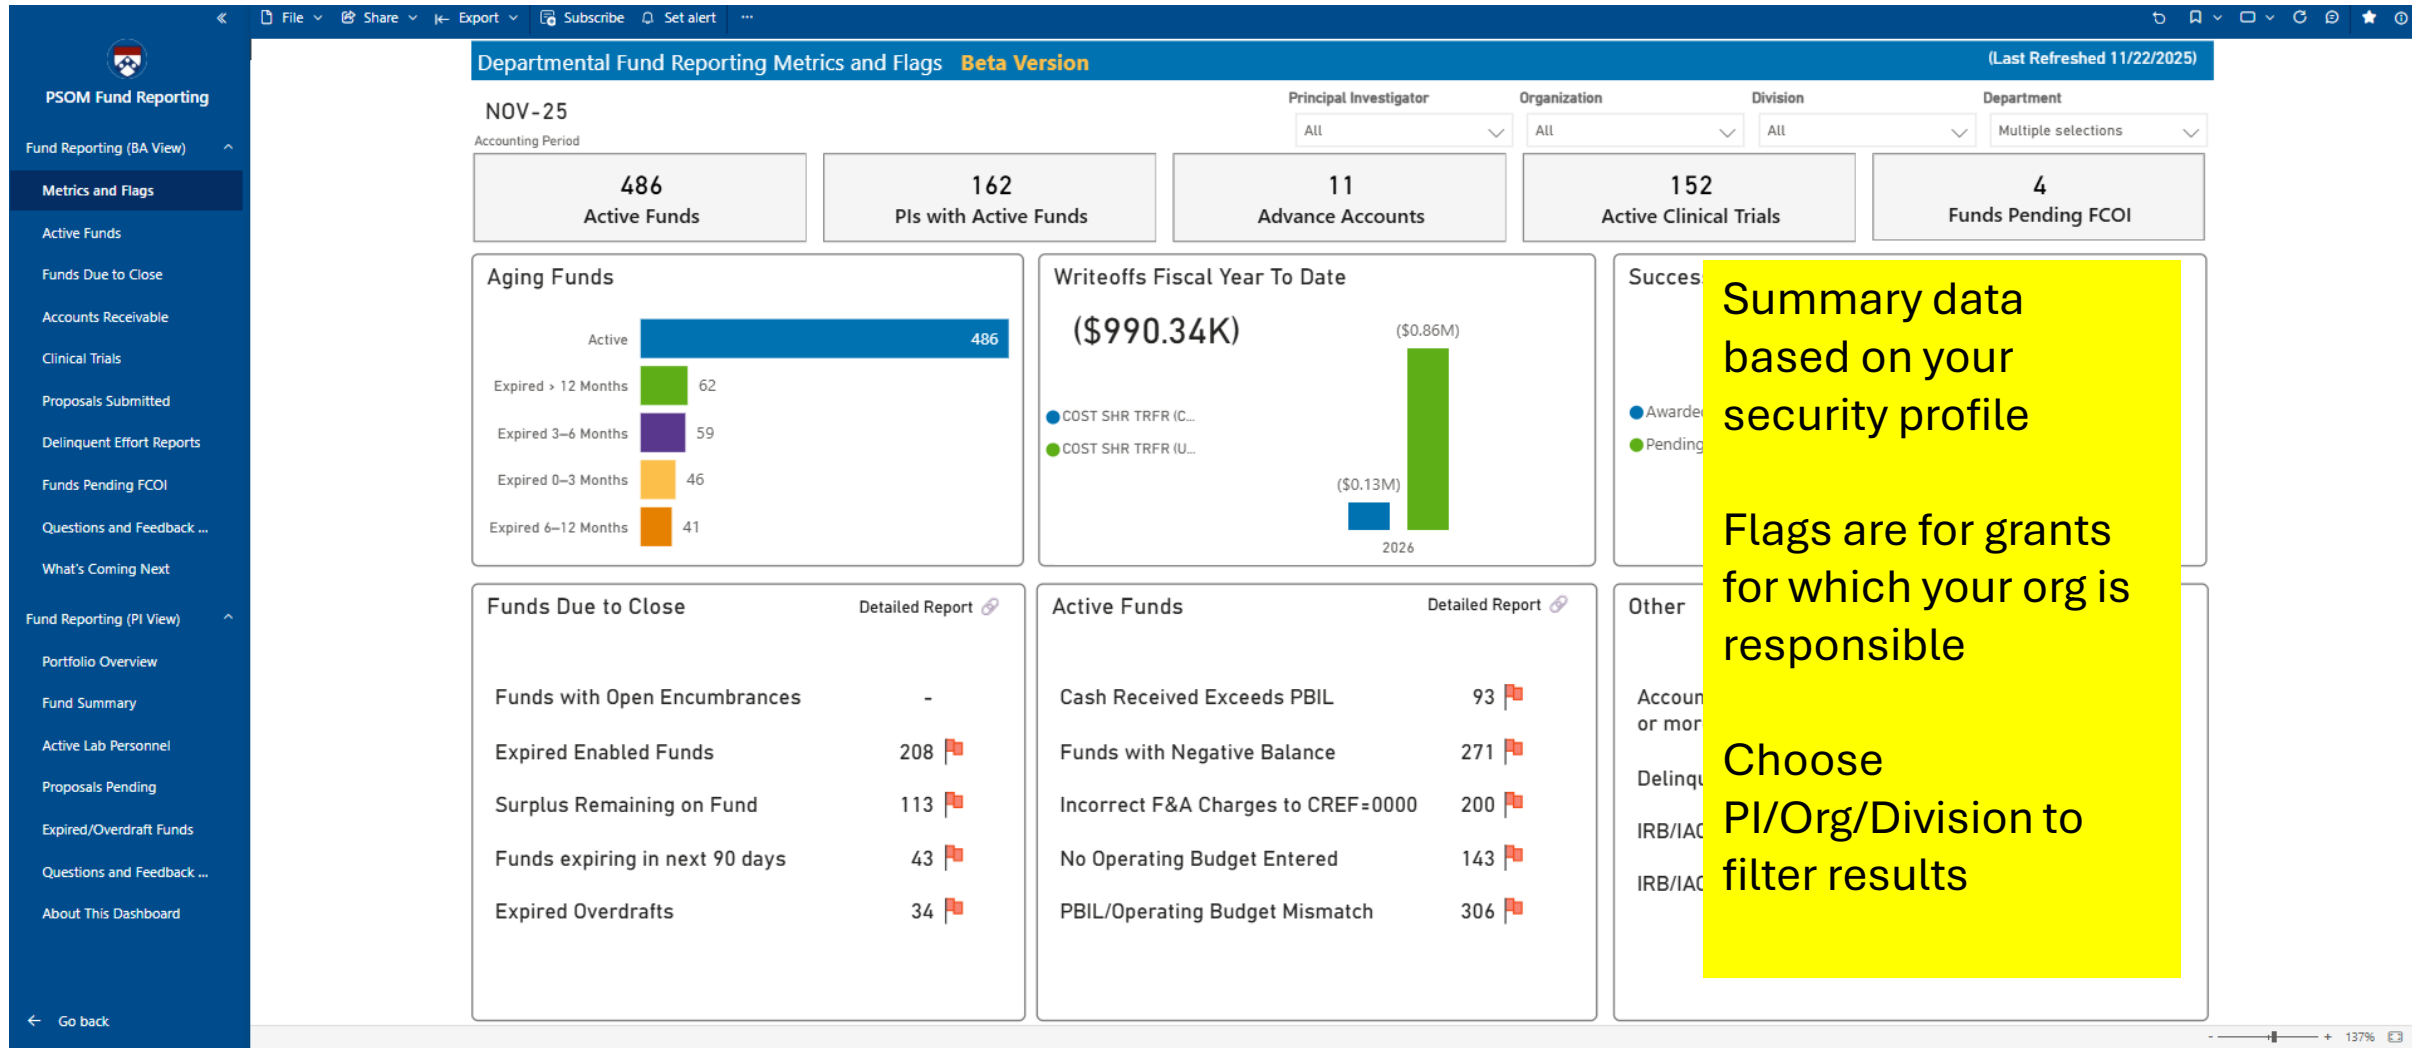 File
Share
Export
Subscribe
Set alert
PSOM Fund Reporting
Fund Reporting (BA View)
Metrics and Flags
Active Funds
Funds Due to Close
Accounts Receivable
Clinical Trials
Proposals Submitted
Delinquent Effort Reports
Funds Pending FCOI
Questions and Feedback ...
What's Coming Next
Fund Reporting (PI View)
Portfolio Overview
Fund Summary
Active Lab Personnel
Proposals Pending
Expired/Overdraft Funds
Questions and Feedback ...
About This Dashboard
Go back
Departmental Fund Reporting Metrics and Flags Beta Version
(Last Refreshed 11/22/2025)
NOV-25
Accounting Period
Principal Investigator
All
Organization
All
Division
All
Department
Multiple selections
486
Active Funds
162
PIs with Active Funds
11
Advance Accounts
152
Active Clinical Trials
4
Funds Pending FCOI
Aging Funds
Active 486
Expired > 12 Months 62
Expired 3–6 Months 59
Expired 0–3 Months 46
Expired 6–12 Months 41
Writeoffs Fiscal Year To Date
($990.34K)
COST SHR TRFR (C...
COST SHR TRFR (U...
($0.86M)
($0.13M)
2026
Succes
Awarde
Pending
Funds Due to Close
Detailed Report
Funds with Open Encumbrances -
Expired Enabled Funds 208
Surplus Remaining on Fund 113
Funds expiring in next 90 days 43
Expired Overdrafts 34
Active Funds
Detailed Report
Cash Received Exceeds PBIL 93
Funds with Negative Balance 271
Incorrect F&A Charges to CREF=0000 200
No Operating Budget Entered 143
PBIL/Operating Budget Mismatch 306
Other
Accoun
or mor
Delinqu
IRB/IAC
IRB/IAC
Summary data
based on your
security profile
Flags are for grants
for which your org is
responsible
Choose
PI/Org/Division to
filter results
- + 137%